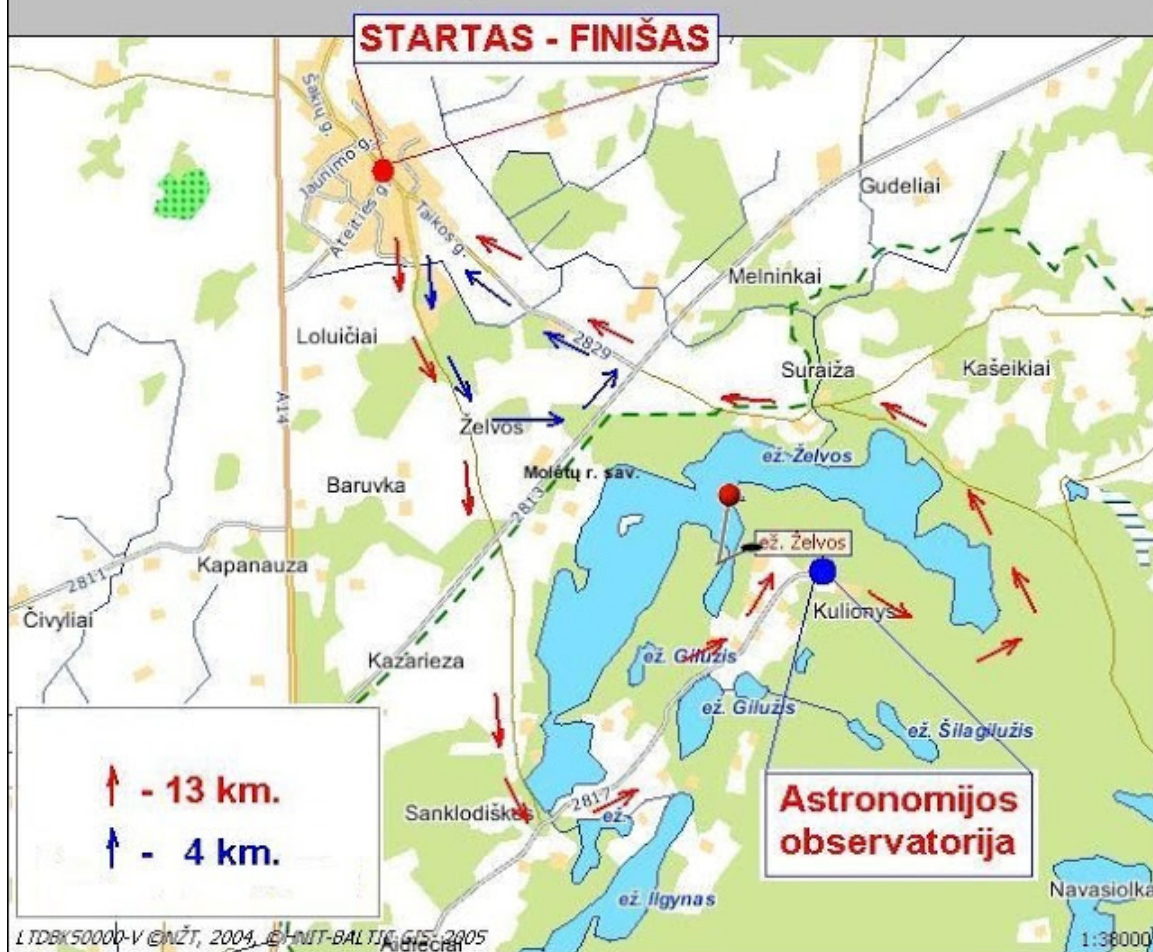 STARTAS - FINIŠAS
Šakių g.
Jaunimo g.
Ateities g.
Taikos g.
Gudeliai
Melninkai
Loluičiai
2829
Suraiža
Kašeikiai
A14
Želvos
ež. Želvos
Molėtų r. sav.
Baruvka
2813
ež. Želvos
2811
Kapanauza
Čivyliai
Kulionys
Kazarieza
ež. Gilužis
ež. Gilužis
ež. Šilagilužis
- 13 km.
- 4 km.
Sanklodiškės
2817
ež.
Astronomijos
observatorija
ež. Ilgynas
Navasiolka
LTDBK50000-V ©NŽT, 2004, ©HNIT-BALTIC GIS, 2005
1:38000